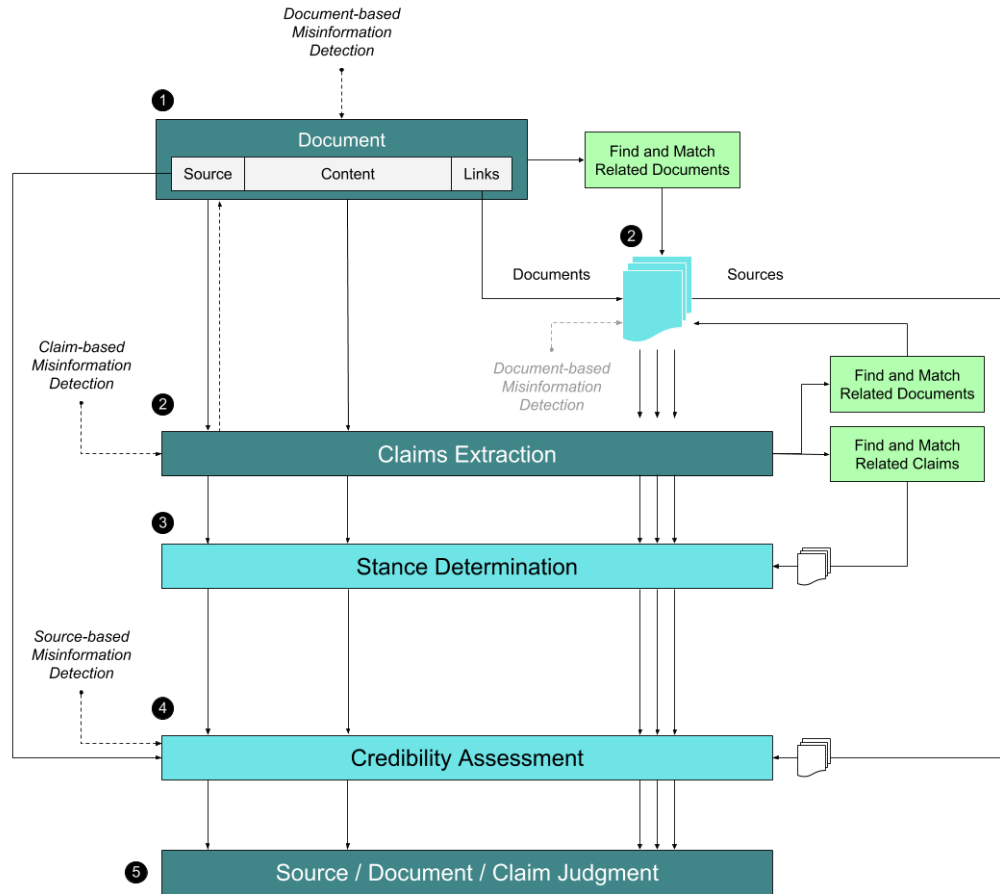 Document-based
Misinformation
Detection
1
Document
Source
Content
Links
Find and Match
Related Documents
2
Documents
Sources
Claim-based
Misinformation
Detection
Document-based
Misinformation
Detection
Find and Match
Related Documents
2
Claims Extraction
Find and Match
Related Claims
3
Stance Determination
Source-based
Misinformation
Detection
4
Credibility Assessment
5
Source / Document / Claim Judgment